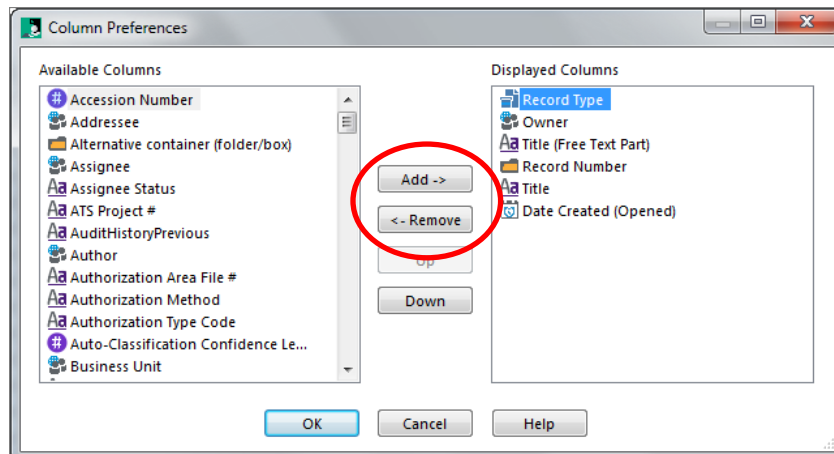 Column Preferences
Available Columns
Accession Number
Addressee
Alternative container (folder/box)
Assignee
Assignee Status
ATS Project #
AuditHistoryPrevious
Author
Authorization Area File #
Authorization Method
Authorization Type Code
Auto-Classification Confidence Le...
Business Unit
Add ->
<- Remove
Up
Down
Displayed Columns
Record Type
Owner
Title (Free Text Part)
Record Number
Title
Date Created (Opened)
OK
Cancel
Help